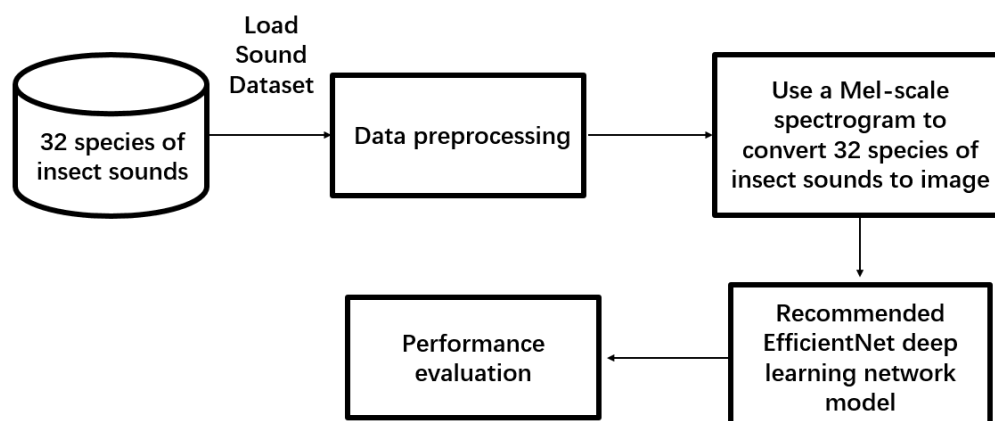 32 species of
insect sounds
Load
Sound
Dataset
Data preprocessing
Use a Mel-scale
spectrogram to
convert 32 species of
insect sounds to image
Recommended
EfficientNet deep
learning network
model
Performance
evaluation